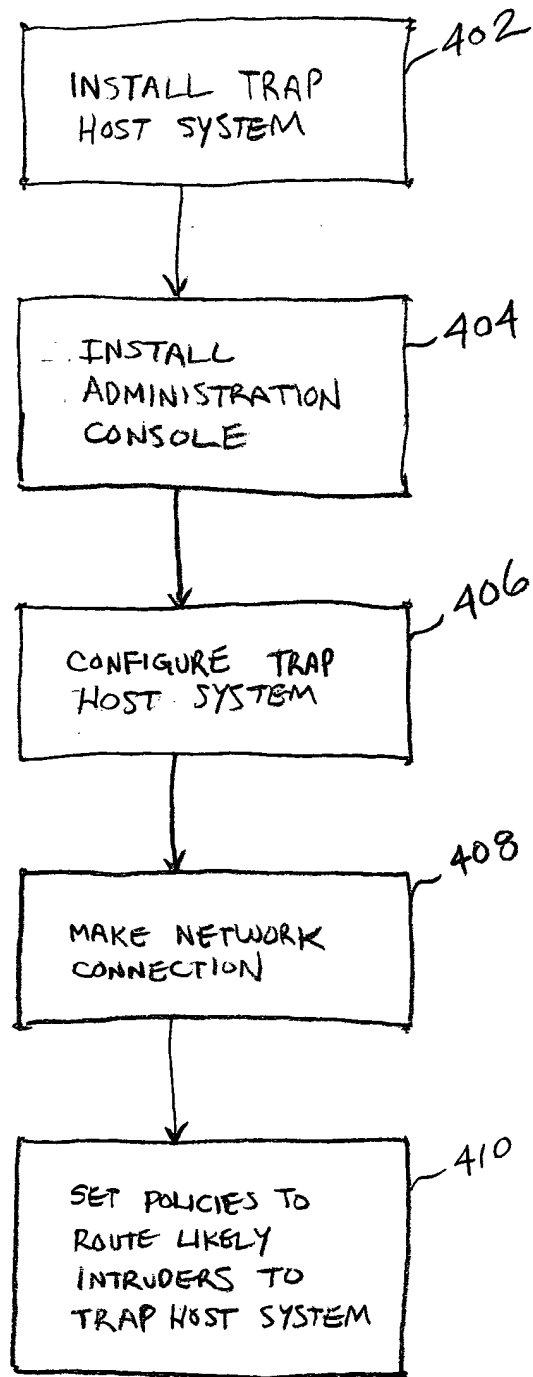 402
INSTALL TRAP
HOST SYSTEM
404
INSTALL
ADMINISTRATION
CONSOLE
406
CONFIGURE TRAP
HOST SYSTEM
408
MAKE NETWORK
CONNECTION
410
SET POLICIES TO
ROUTE LIKELY
INTRUDERS TO
TRAP HOST SYSTEM